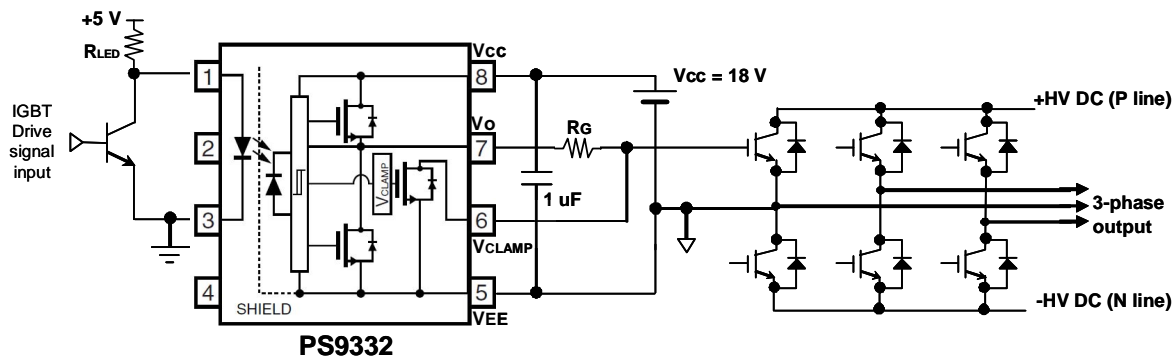 +5 V
RLED
IGBT
Drive
signal
input
1
2
3
4
SHIELD
VCLAMP
8
7
6
5
Vcc
Vo
VCLAMP
VEE
PS9332
RG
1 uF
Vcc = 18 V
+HV DC (P line)
3-phase
output
-HV DC (N line)